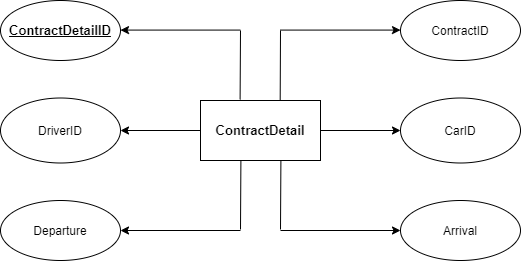 ContractDetailID
ContractID
DriverID
ContractDetail
CarID
Departure
Arrival